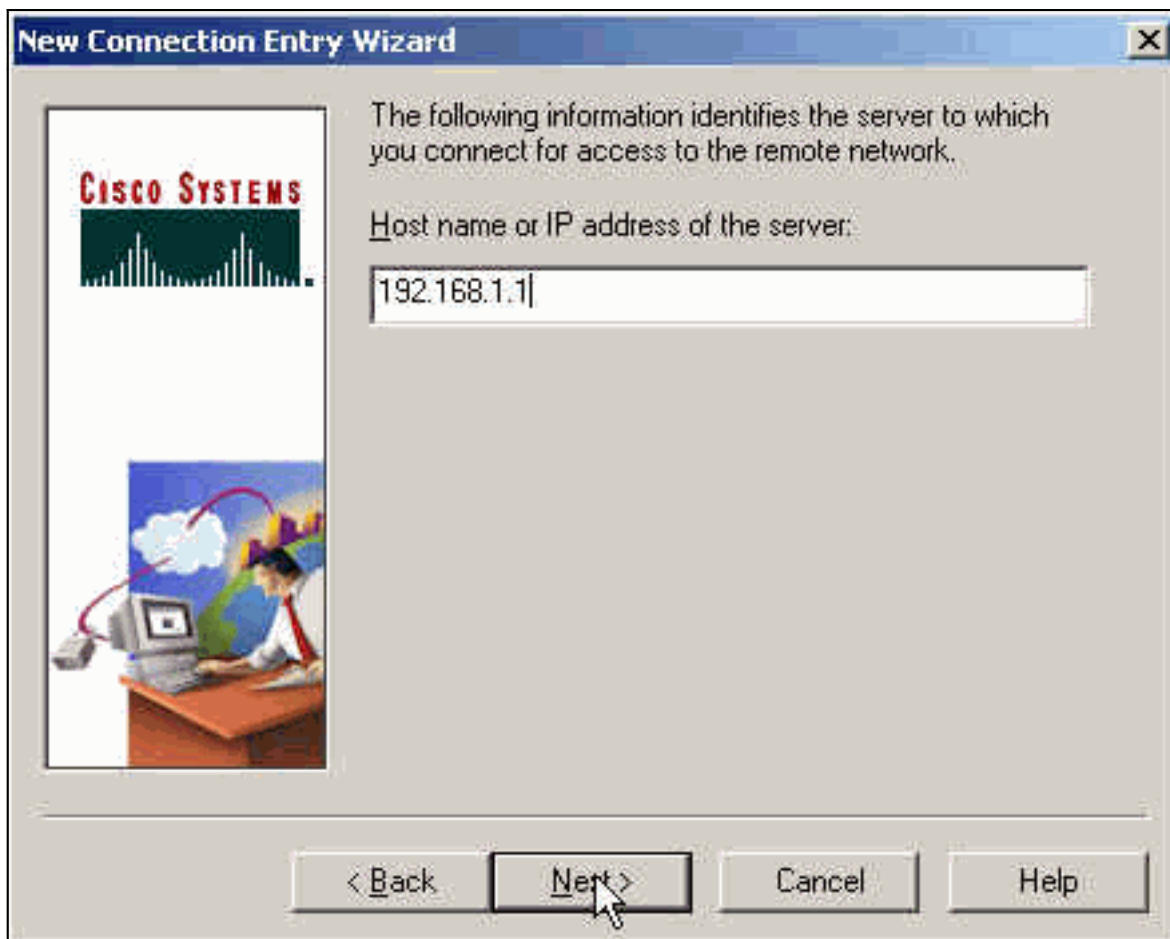 New Connection Entry Wizard
The following information identifies the server to which
you connect for access to the remote network.
CISCO SYSTEMS
Host name or IP address of the server:
192.168.1.1
< Back
Next >
Cancel
Help